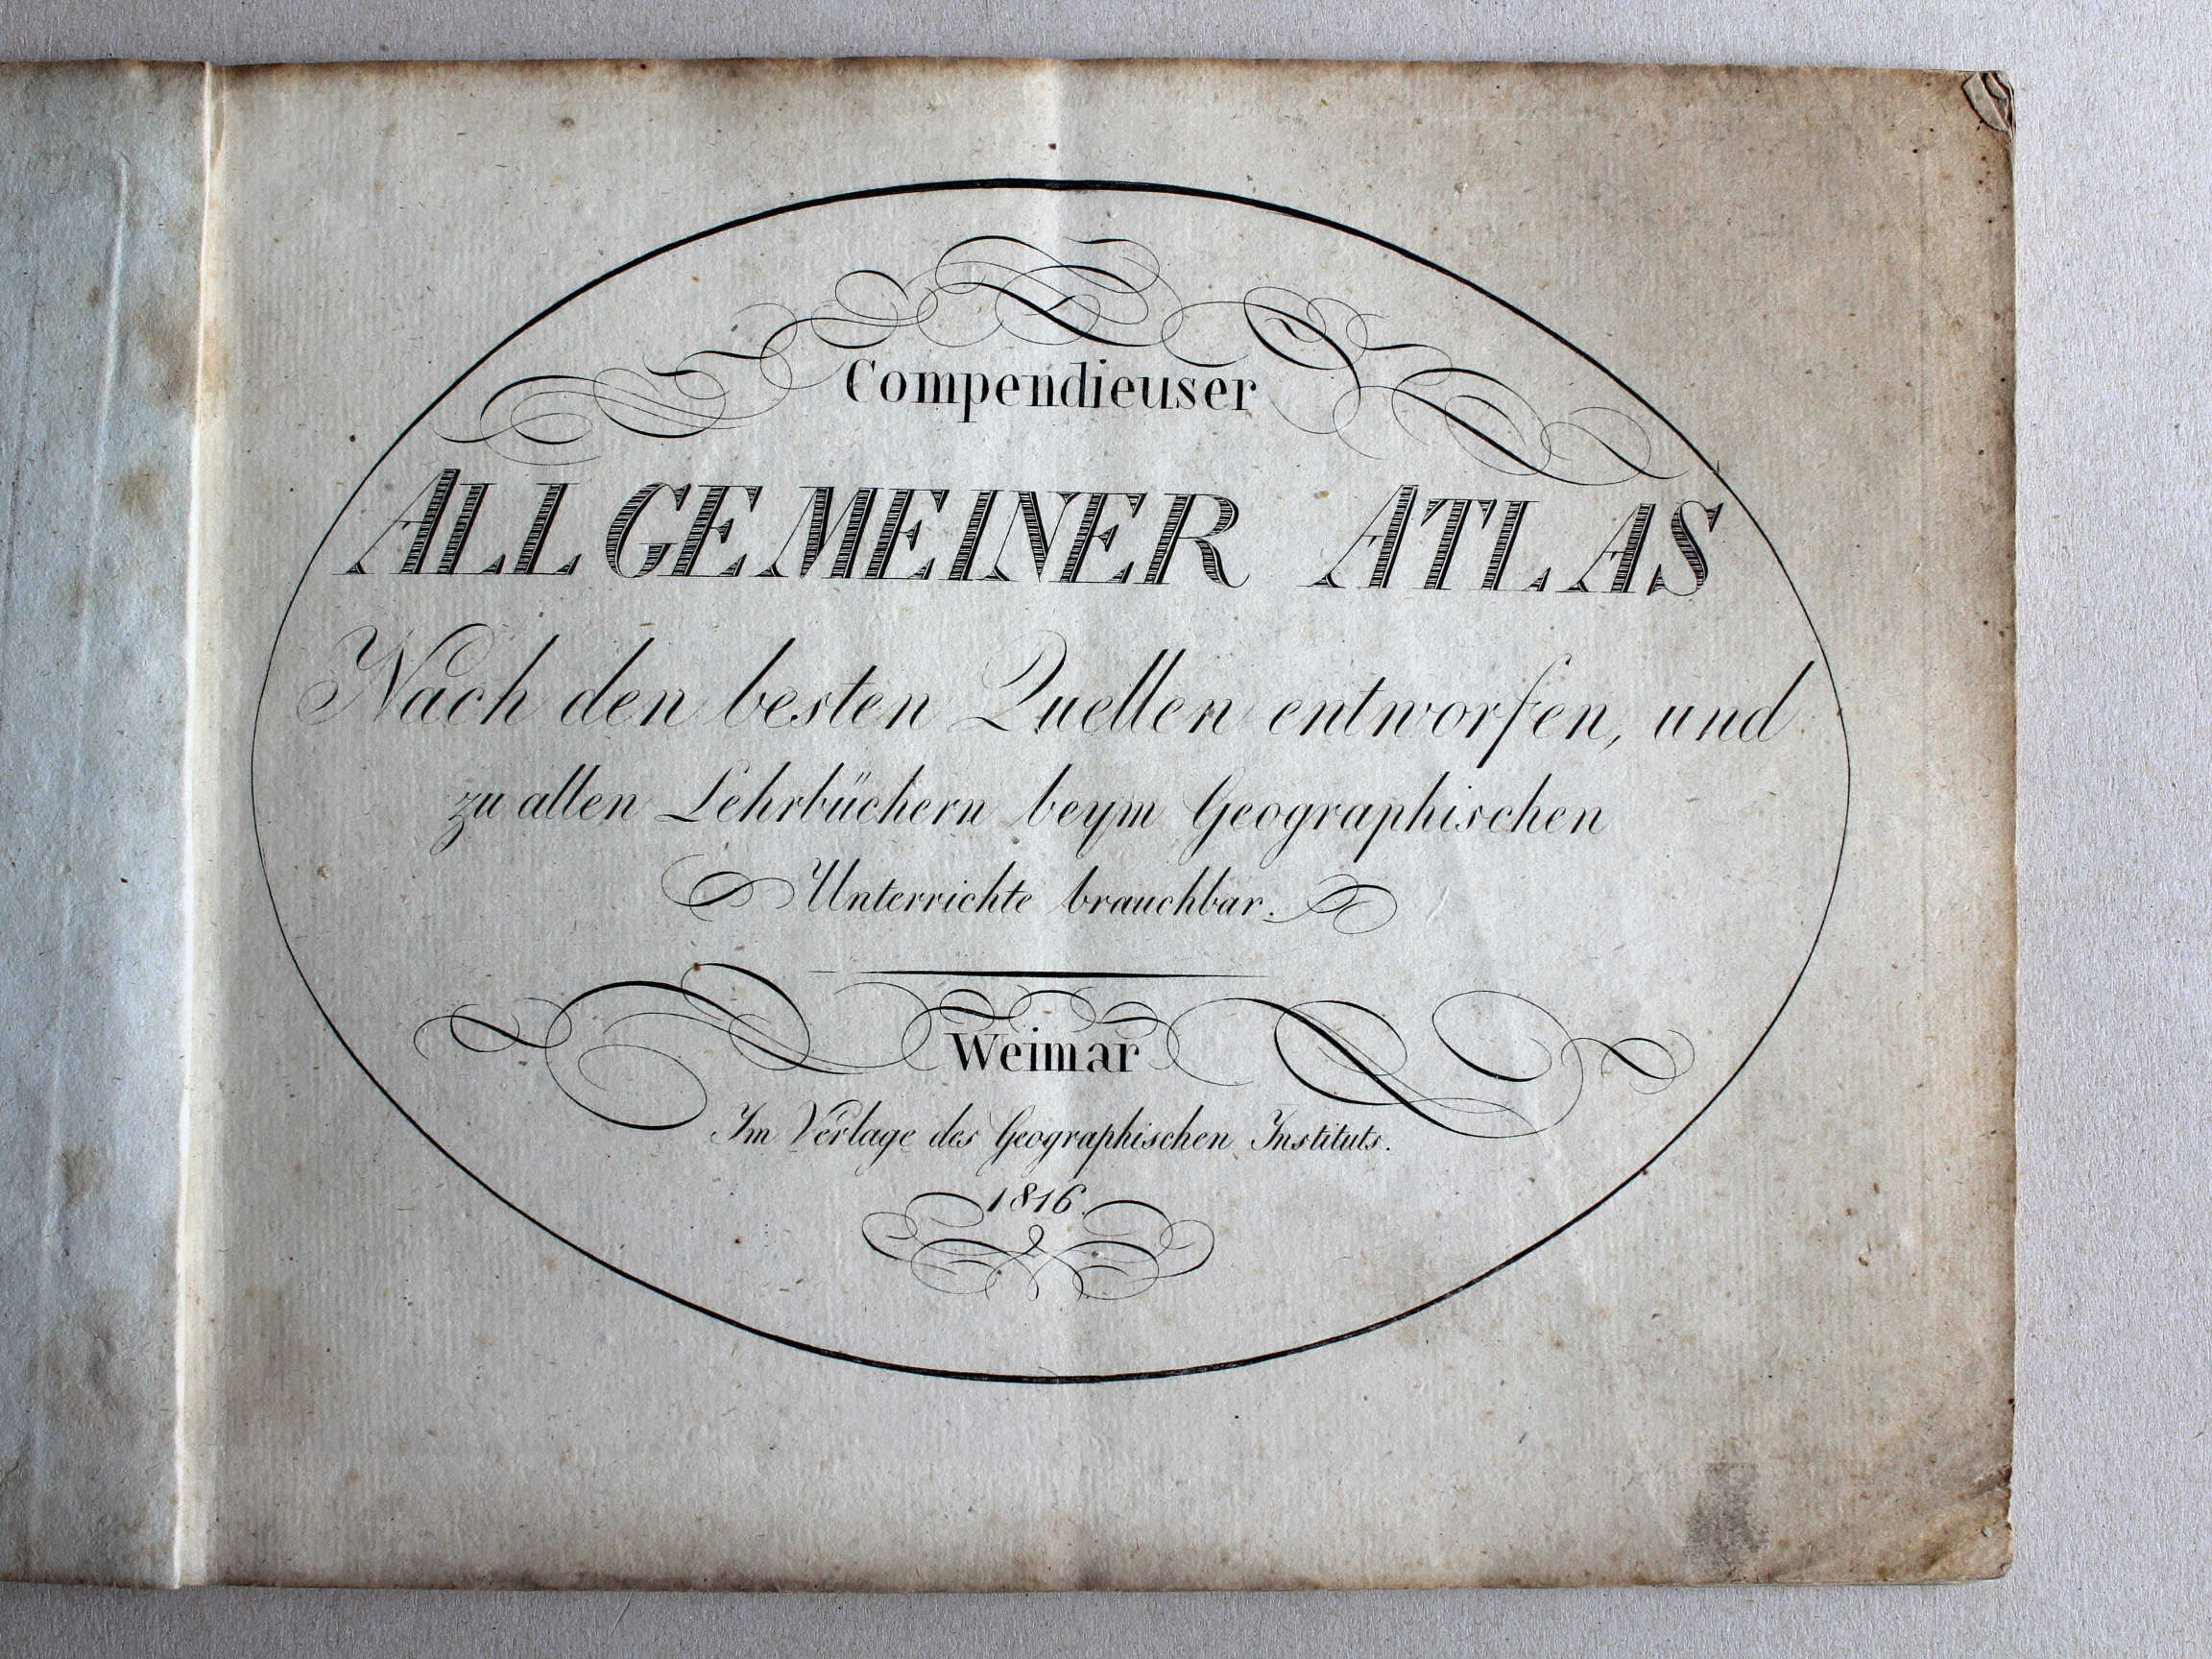 Compendieuser
ALLGEMEINER ATLAS
Nach den besten Quellen entworfen, und
zu allen Lehrbüchern beym Geographischen
Unterrichte brauchbar.
Weimar
Im Verlage des Geographischen Instituts.
1816.